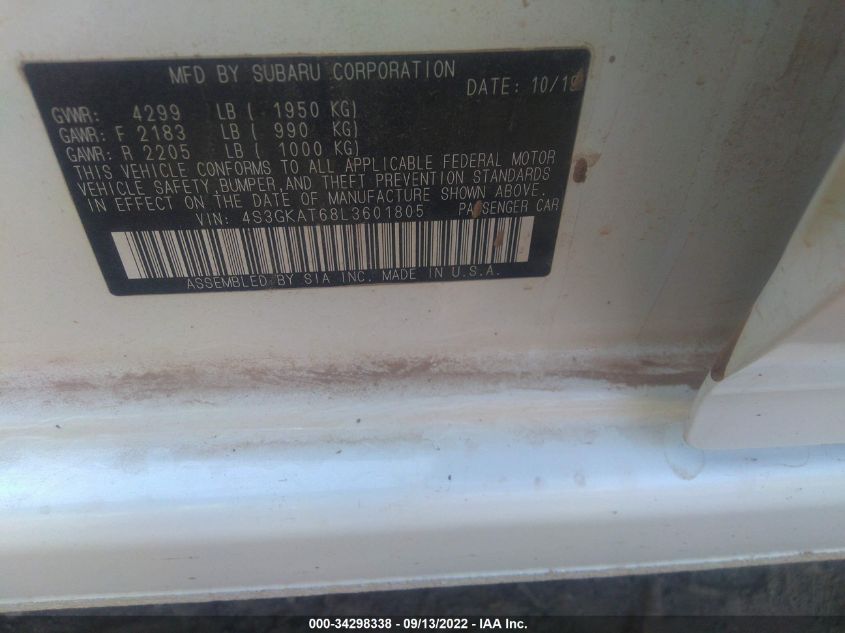 MFD BY SUBARU CORPORATION
DATE: 10/19
GVWR: 4299 LB ( 1950 KG)
GAWR: F 2183 LB ( 990 KG)
GAWR: R 2205 LB ( 1000 KG)
THIS VEHICLE CONFORMS TO ALL APPLICABLE FEDERAL MOTOR
VEHICLE SAFETY,BUMPER,AND THEFT PREVENTION STANDARDS
IN EFFECT ON THE DATE OF MANUFACTURE SHOWN ABOVE.
VIN: 4S3GKAT68L3601805 PASSENGER CAR
ASSEMBLED BY SIA INC. MADE IN U.S.A.
000-34298338 - 09/13/2022 - IAA Inc.